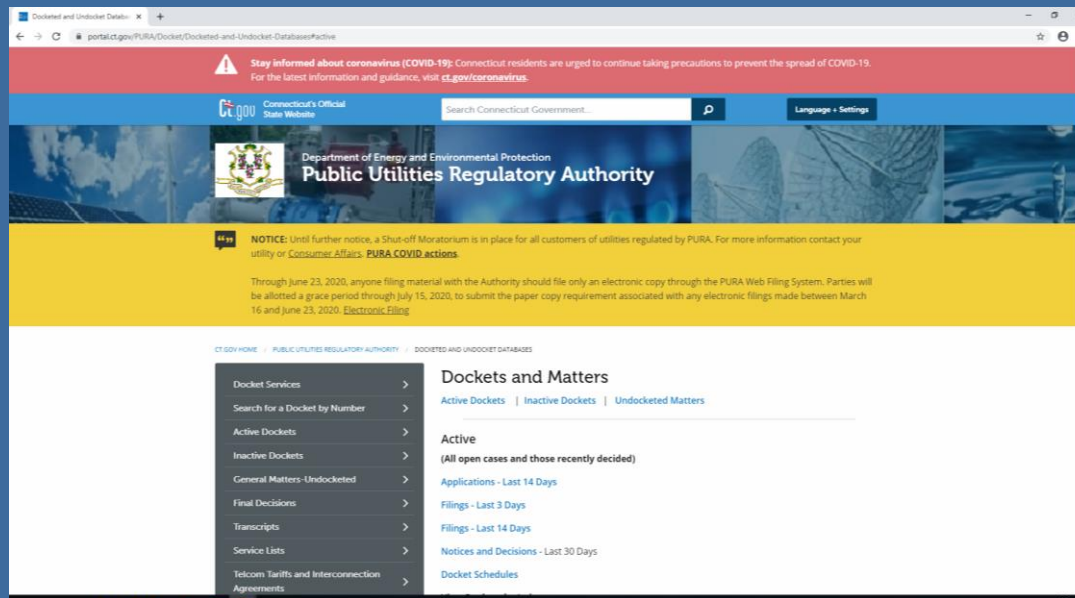 Docketed and Undocket Databas
portal.ct.gov/PURA/Docket/Docketed-and-Undocket-Databases#active
Stay informed about coronavirus (COVID-19): Connecticut residents are urged to continue taking precautions to prevent the spread of COVID-19.
For the latest information and guidance, visit ct.gov/coronavirus.
Ct.gov
Connecticut's Official
State Website
Search Connecticut Government...
Language + Settings
Department of Energy and Environmental Protection
Public Utilities Regulatory Authority
NOTICE: Until further notice, a Shut-off Moratorium is in place for all customers of utilities regulated by PURA. For more information contact your
utility or Consumer Affairs. PURA COVID actions.
Through June 23, 2020, anyone filing material with the Authority should file only an electronic copy through the PURA Web Filing System. Parties will
be allotted a grace period through July 15, 2020, to submit the paper copy requirement associated with any electronic filings made between March
16 and June 23, 2020. Electronic Filing
CT.GOV HOME / PUBLIC UTILITIES REGULATORY AUTHORITY / DOCKETED AND UNDOCKET DATABASES
Docket Services
Search for a Docket by Number
Active Dockets
Inactive Dockets
General Matters-Undocketed
Final Decisions
Transcripts
Service Lists
Telcom Tariffs and Interconnection
Agreements
Dockets and Matters
Active Dockets | Inactive Dockets | Undocketed Matters
Active
(All open cases and those recently decided)
Applications - Last 14 Days
Filings - Last 3 Days
Filings - Last 14 Days
Notices and Decisions - Last 30 Days
Docket Schedules